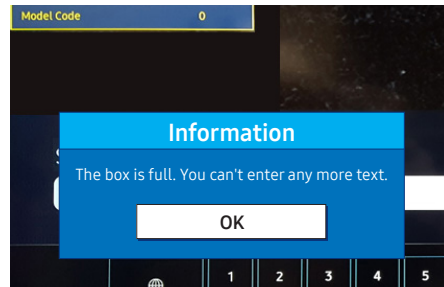 Model Code 0
Information
The box is full. You can't enter any more text.
OK
1 2 3 4 5